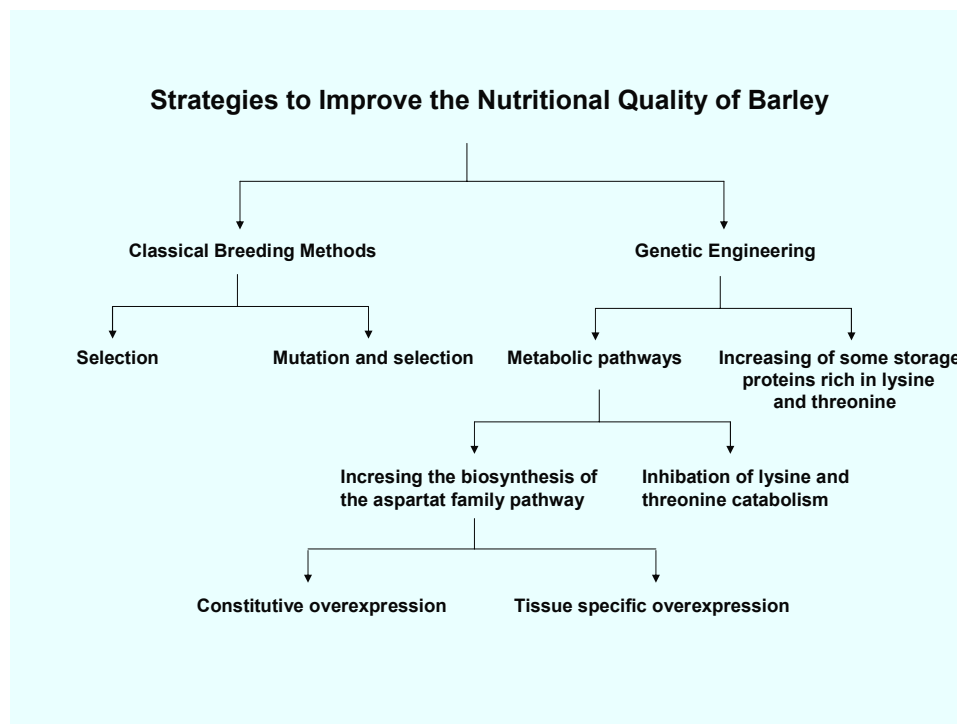 Strategies to Improve the Nutritional Quality of Barley
Classical Breeding Methods
Genetic Engineering
Selection
Mutation and selection
Metabolic pathways
Increasing of some storage
proteins rich in lysine
and threonine
Incresing the biosynthesis of
the aspartat family pathway
Inhibation of lysine and
threonine catabolism
Constitutive overexpression
Tissue specific overexpression